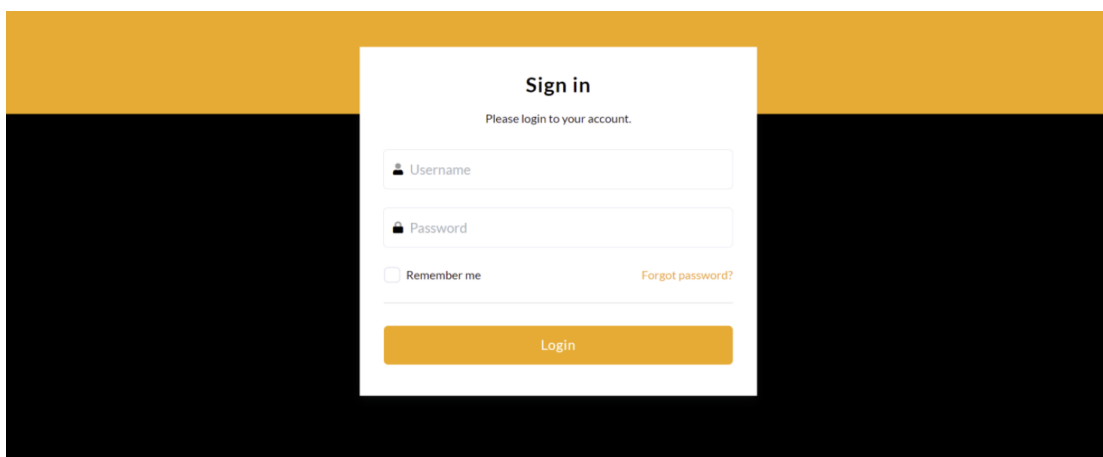 Sign in
Please login to your account.
Username
Password
Remember me
Forgot password?
Login